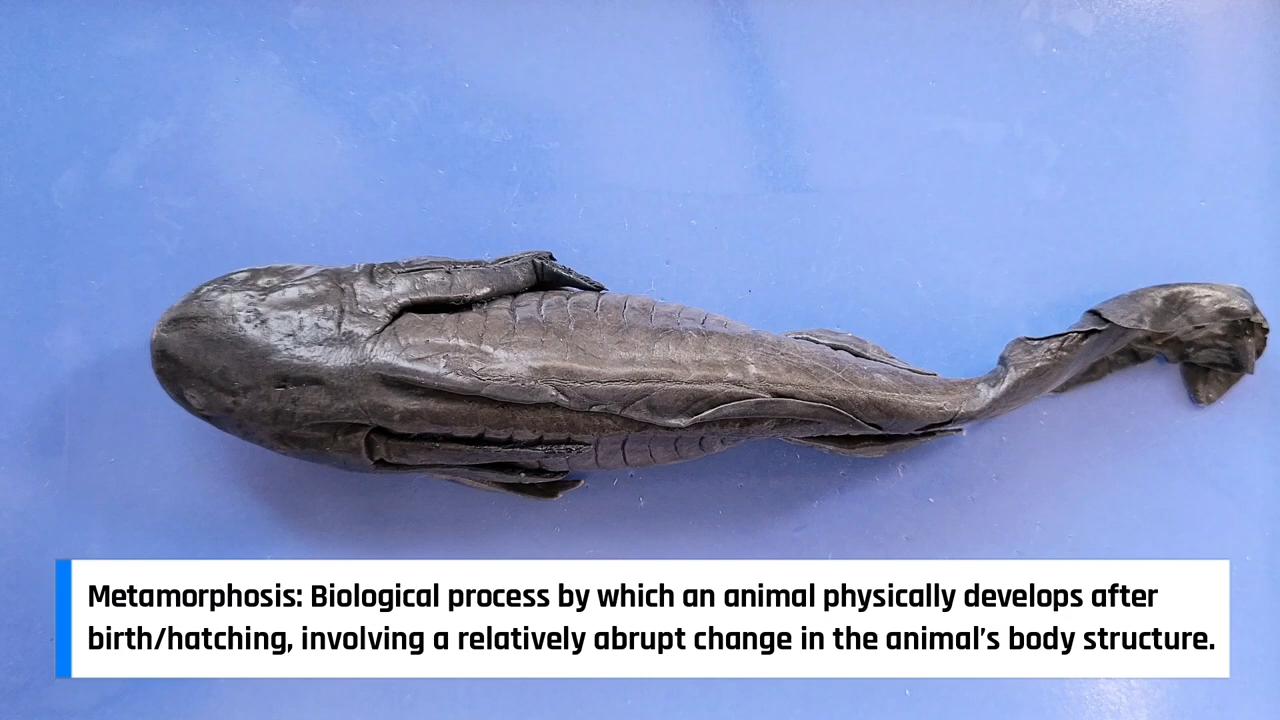 Metamorphosis: Biological process by which an animal physically develops after
birth/hatching, involving a relatively abrupt change in the animal's body structure.